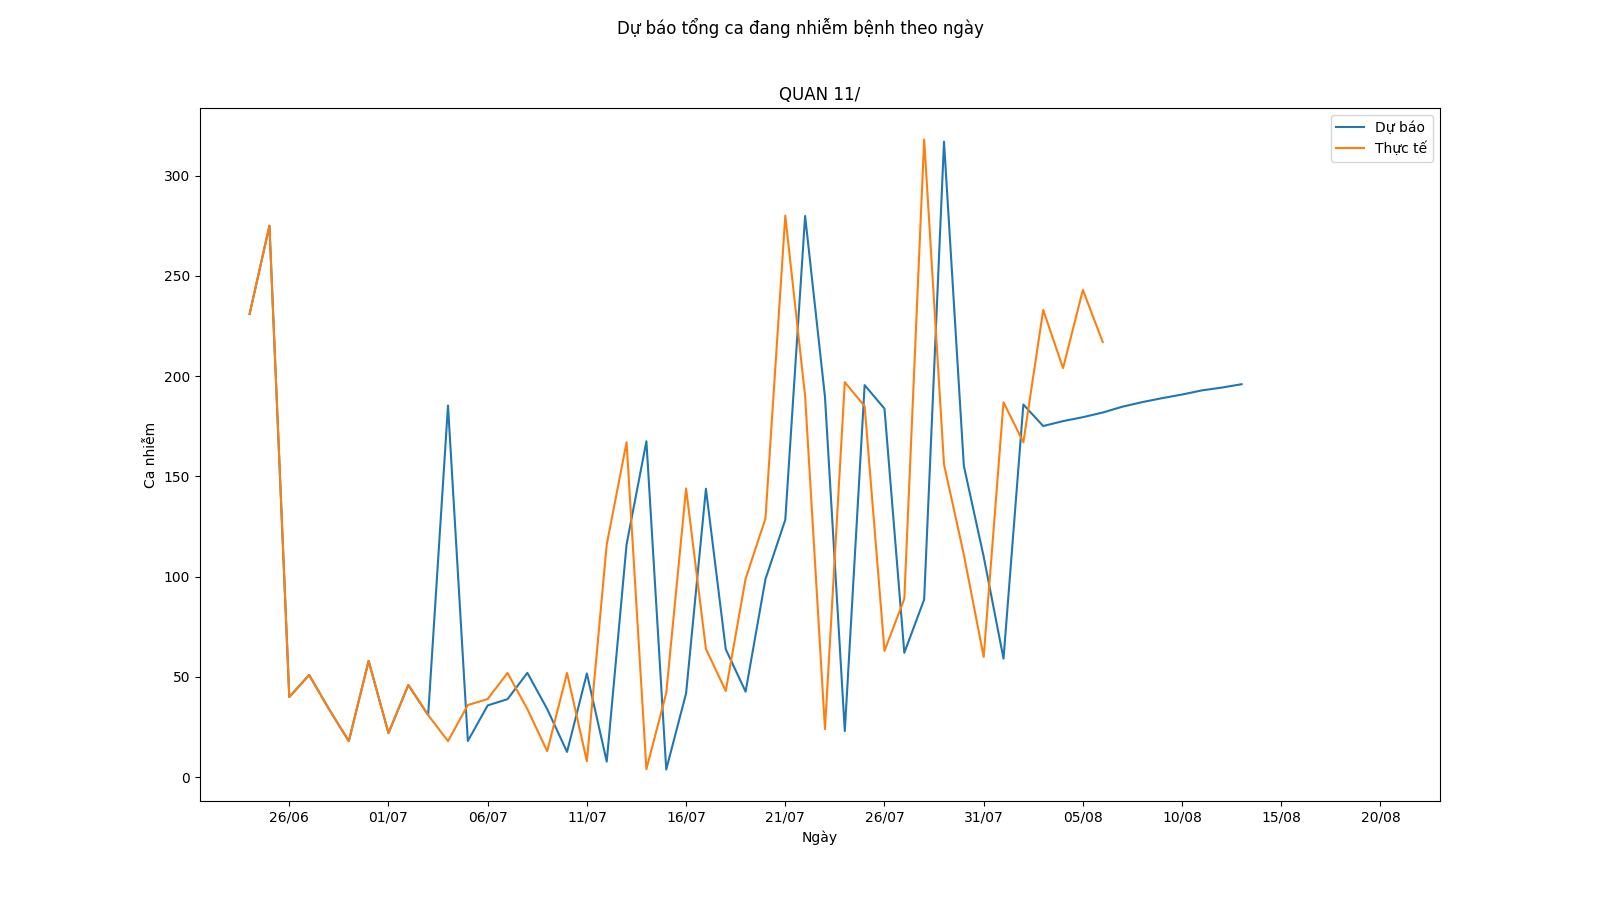 Dự báo tổng ca đang nhiễm bệnh theo ngày
QUAN 11/
Dự báo
Thực tế
300
250
200
150
100
50
0
Ca nhiễm
26/06 01/07 06/07 11/07 16/07 21/07 26/07 31/07 05/08 10/08 15/08 20/08
Ngày